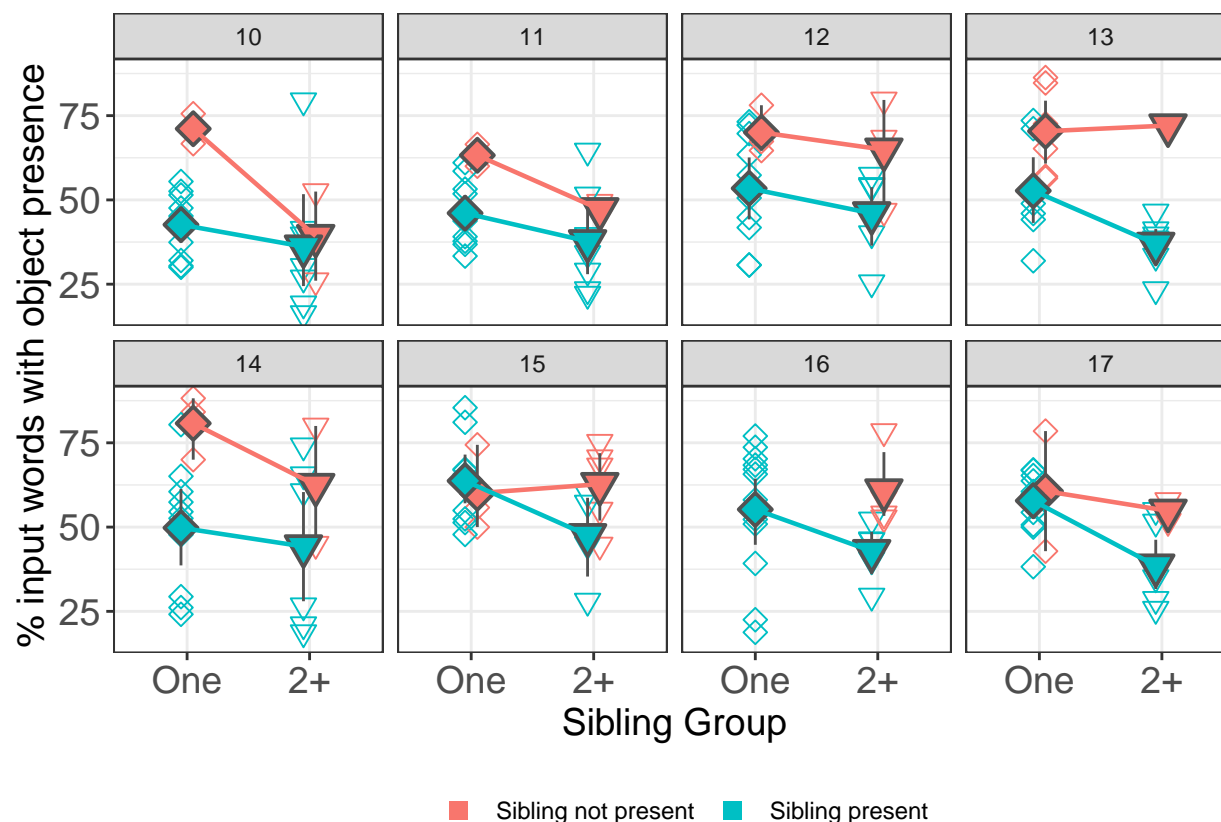 10 11 12 13
% input words with object presence
75
50
25
14 15 16 17
75
50
25
One 2+ One 2+ One 2+ One 2+
Sibling Group
Sibling not present Sibling present